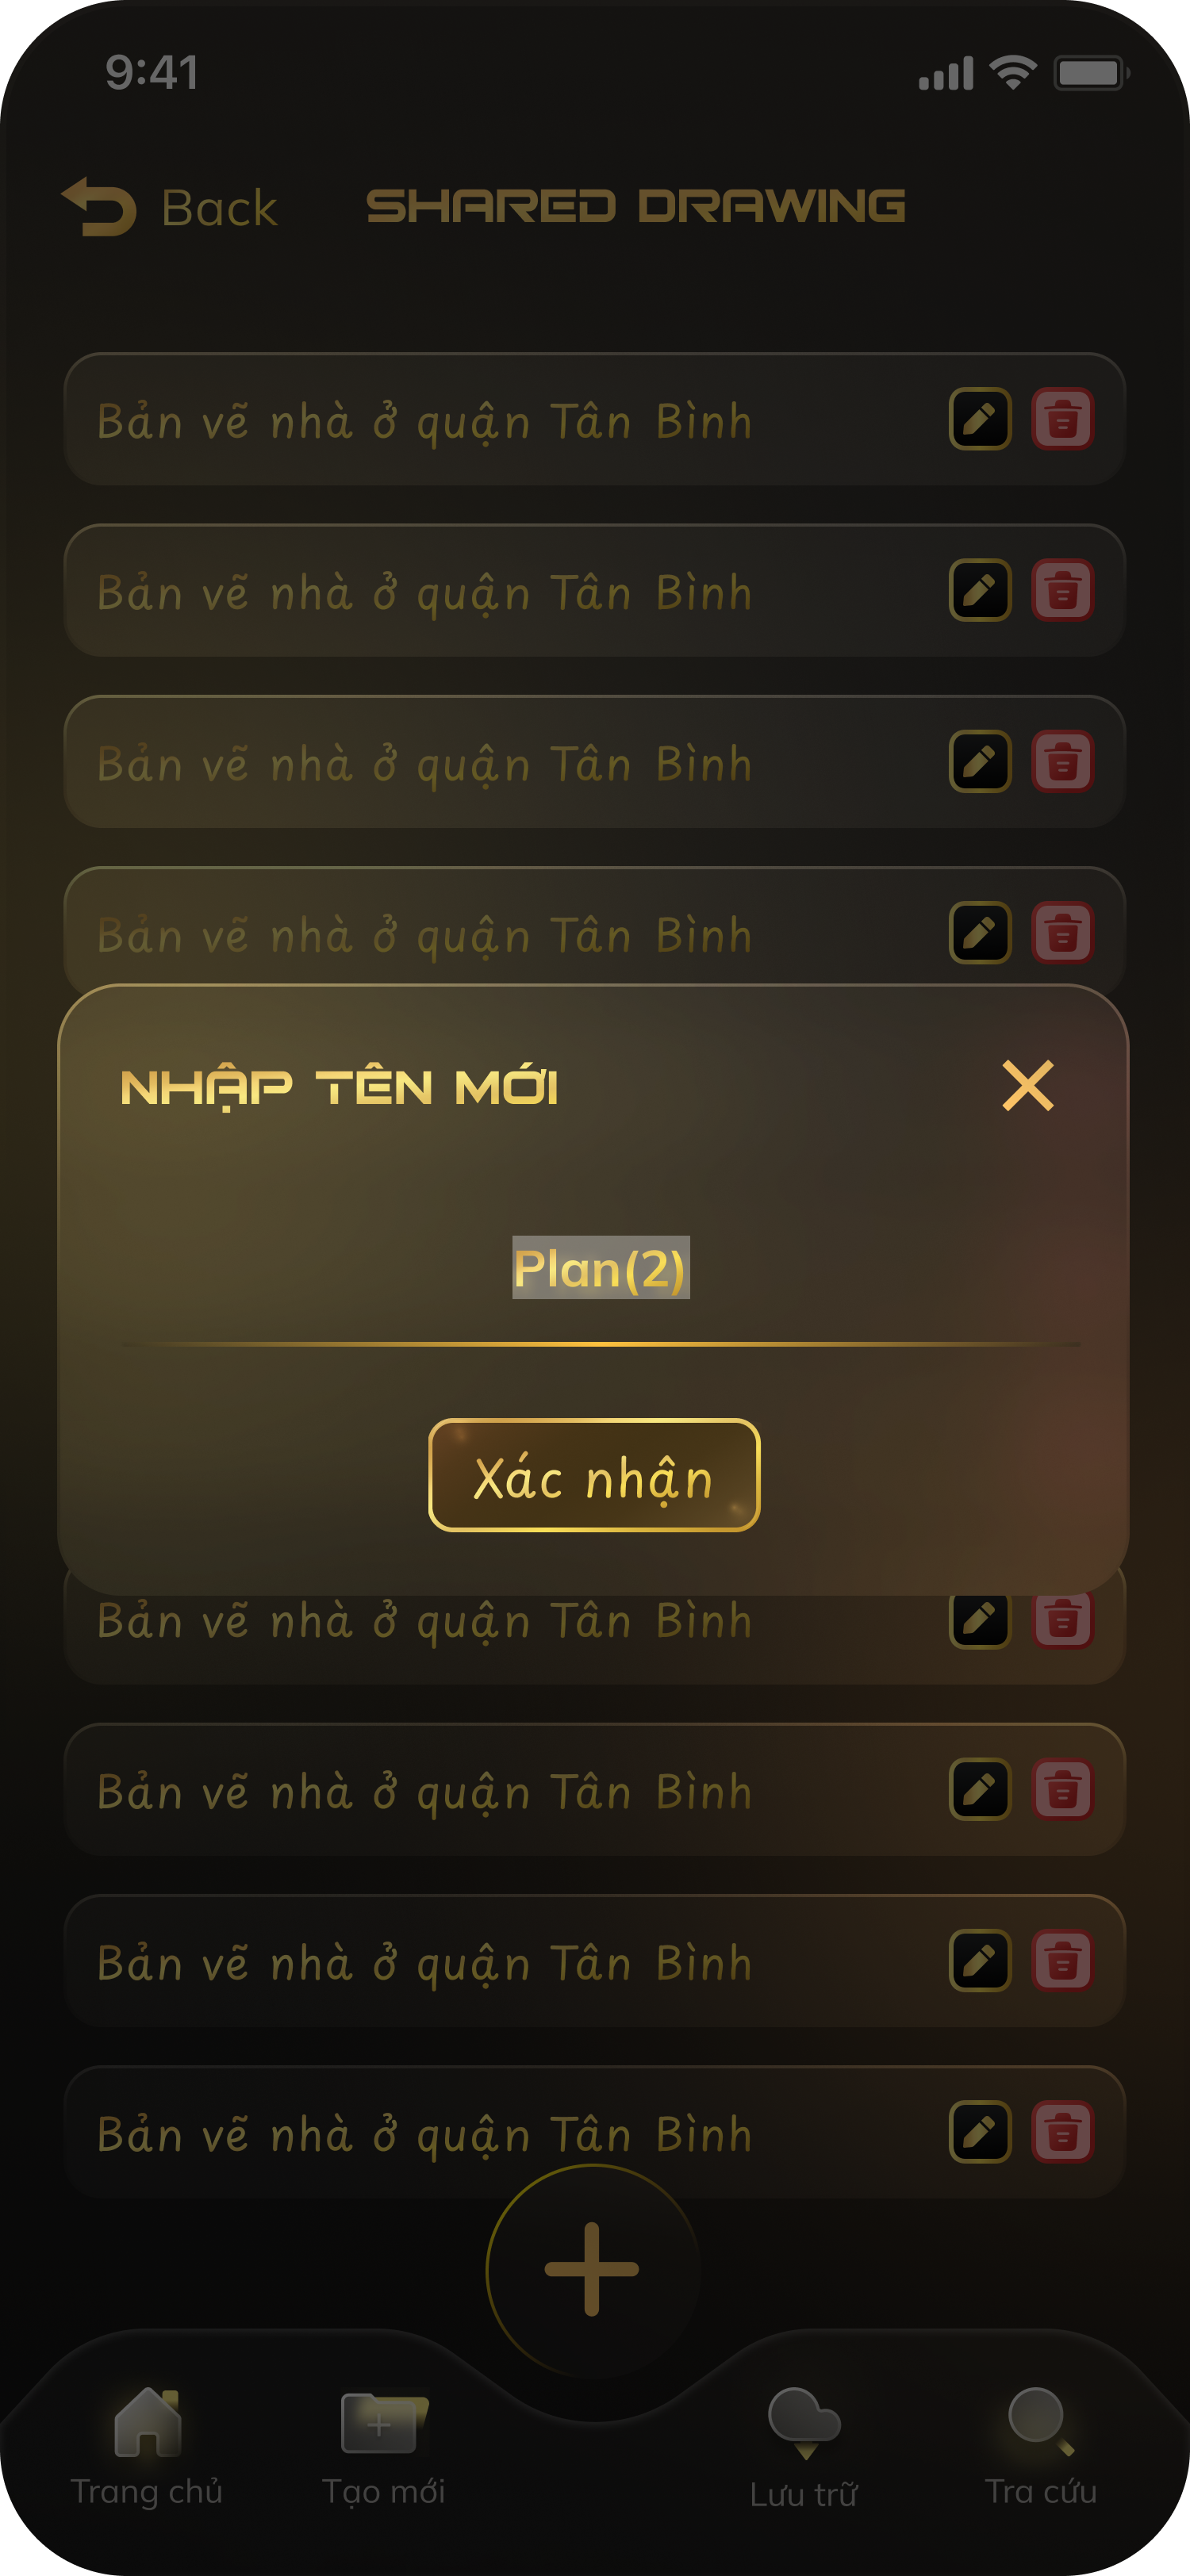 9:41
Back
SHARED DRAWING
Bản vẽ nhà ở quận Tân Bình
Bản vẽ nhà ở quận Tân Bình
Bản vẽ nhà ở quận Tân Bình
Bản vẽ nhà ở quận Tân Bình
NHẬP TÊN MỚI
Plan(2)
Xác nhận
Bản vẽ nhà ở quận Tân Bình
Bản vẽ nhà ở quận Tân Bình
Bản vẽ nhà ở quận Tân Bình
Bản vẽ nhà ở quận Tân Bình
Trang chủ
Tạo mới
Lưu trữ
Tra cứu